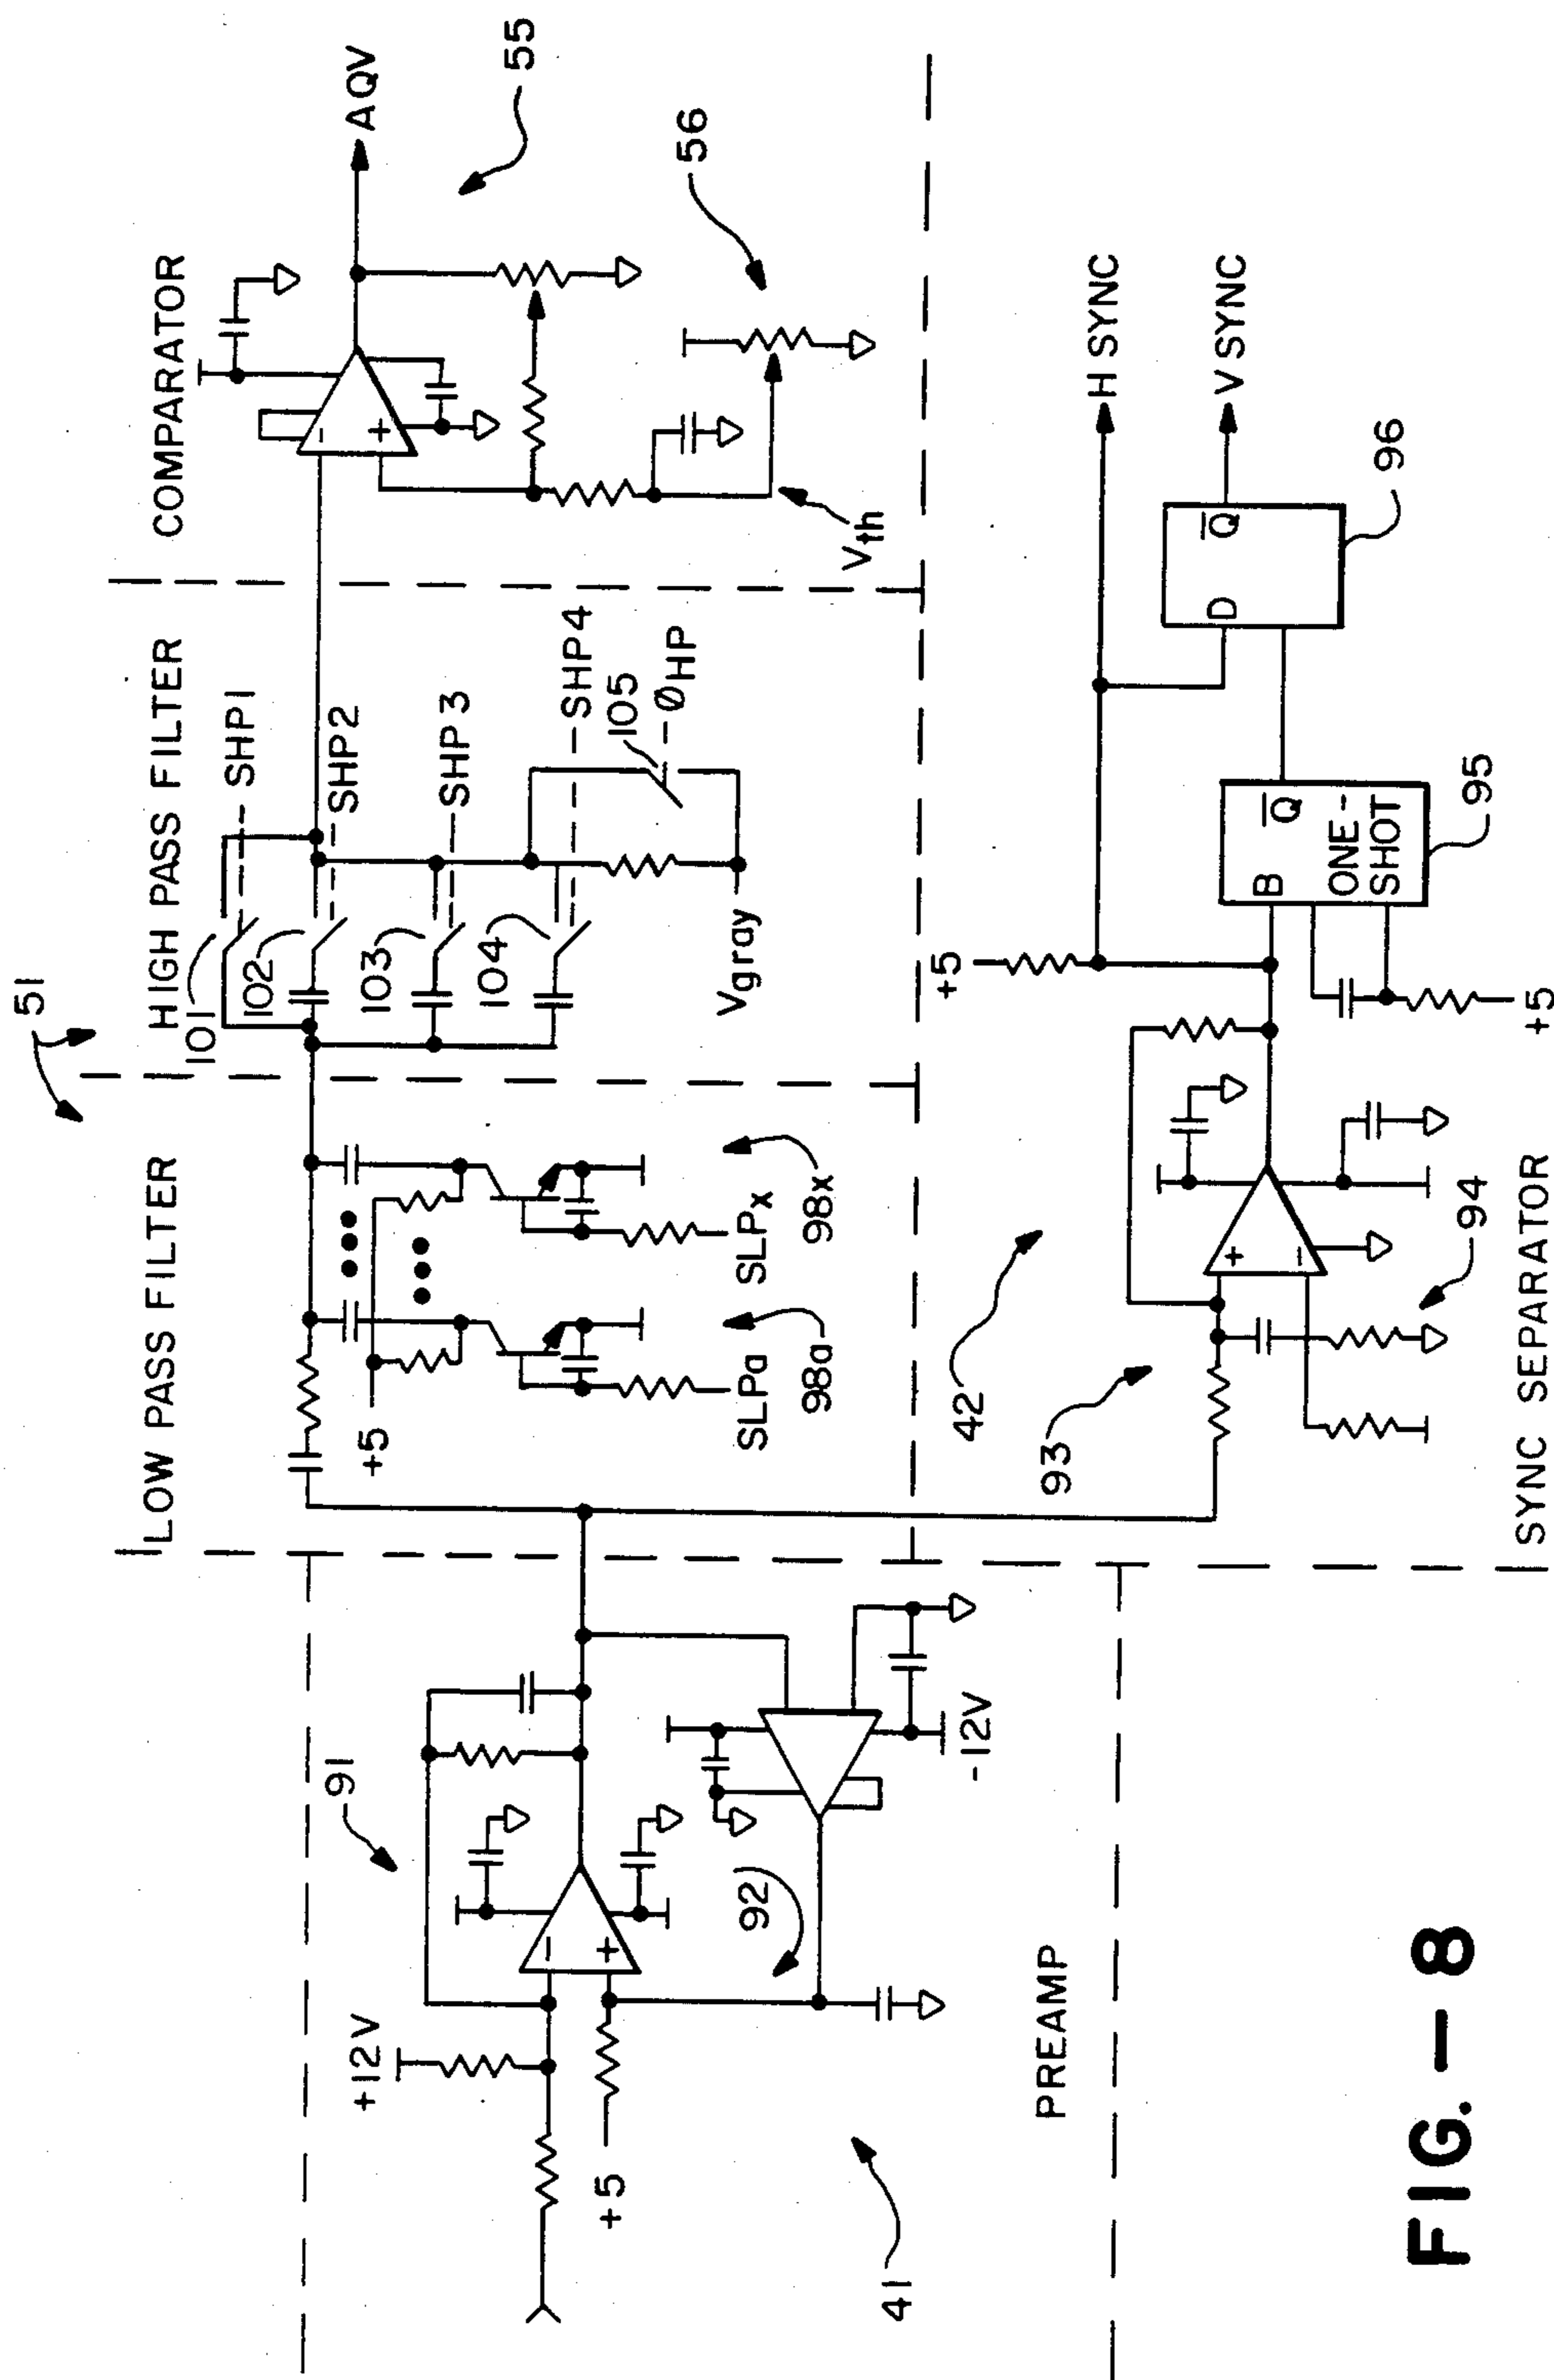 51
LOW PASS FILTER
HIGH PASS FILTER
COMPARATOR
101
SHP1
102
SHP2
103
SHP3
104
SHP4
105
ØHP
Vgray
AQV
55
56
Vth
+5
SLPa
98a
SLPx
98x
91
+12V
+5
92
-12V
41
PREAMP
−
+
−
+
42
93
94
+
−
SYNC SEPARATOR
+5
H SYNC
V SYNC
B
Q
ONE-
SHOT
95
+5
D
Q
96
FIG.-8